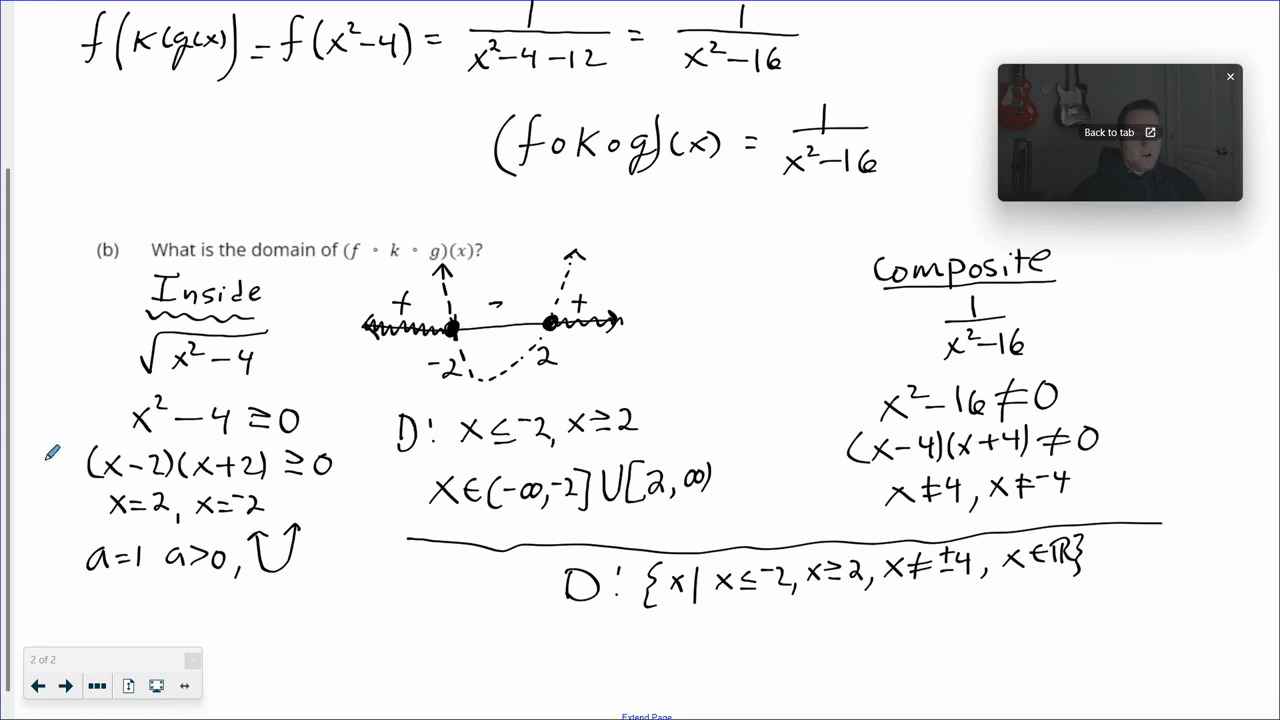 f(k(g(x)) = f(x²-4) = 1/(x²-4-12) = 1/(x²-16)
(f∘k∘g)(x) = 1/(x²-16)
Back to tab
(b) What is the domain of (f ∘ k ∘ g)(x)?
Inside
√(x²-4)
x²-4 ≥ 0
(x-2)(x+2) ≥ 0
x=2, x=-2
a=1 a>0,
+ - +
-2 2
D: x ≤ -2, x ≥ 2
x∈(-∞,-2]∪[2,∞)
Composite
1/(x²-16)
x²-16 ≠ 0
(x-4)(x+4) ≠ 0
x≠4, x≠-4
D: {x| x ≤ -2, x ≥ 2, x ≠ ±4, x∈ℝ}
2 of 2
Extend Page